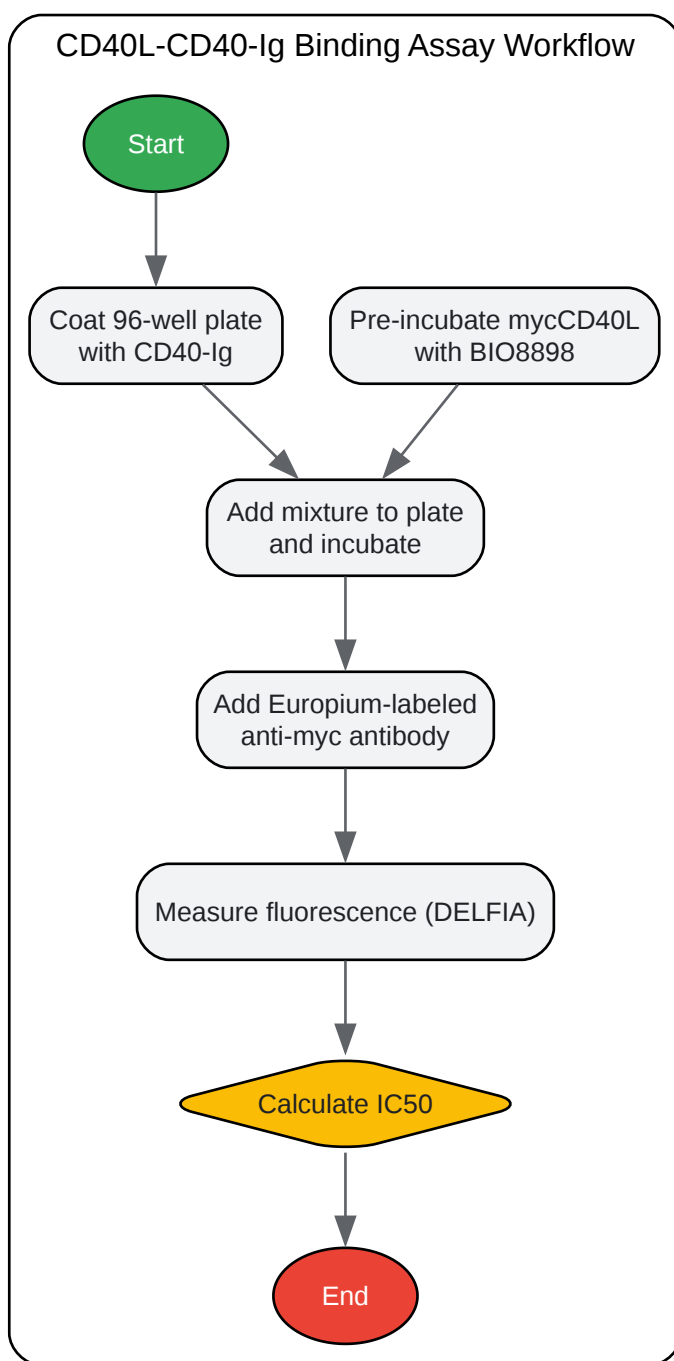 CD40L-CD40-Ig Binding Assay Workflow
Start
Coat 96-well plate
with CD40-Ig
Pre-incubate mycCD40L
with BIO8898
Add mixture to plate
and incubate
Add Europium-labeled
anti-myc antibody
Measure fluorescence (DELFIA)
Calculate IC50
End